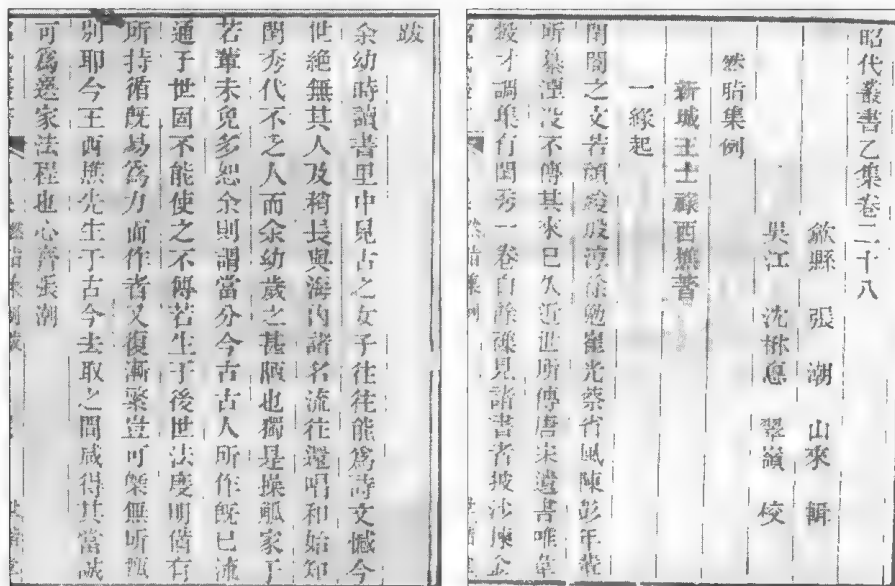 昭代叢書乙集卷二十八
歙縣 張 潮 山來 輯
吳江 沈楙悳 翠嶺 校
然脂集例
新城王士祿西樵著
一緣起
閨閤之文若顏竣殷淳徐勉崔光蔡省風陳彭年輩
所纂湮沒不傳其來已久近世所傳唐宋遺書唯韋
縠才調集有閨秀一卷自餘礫見諸書者披沙揀金
跋
余幼時讀書里中見古之女子往往能爲詩文憾今
世絶無其人及稍長與海內諸名流往還唱和始知
閨秀代不乏人而余幼歲之甚陋也獨是操觚家于
若輩未免多恕余則謂當分今古古人所作旣已流
通于世固不能使之不傳若生于後世法度明備有
所持循旣易爲力而作者又復漸繁豈可槩無所甄
別耶今王西樵先生于古今去取之間咸得其當誠
可爲選家法程也心齋張潮